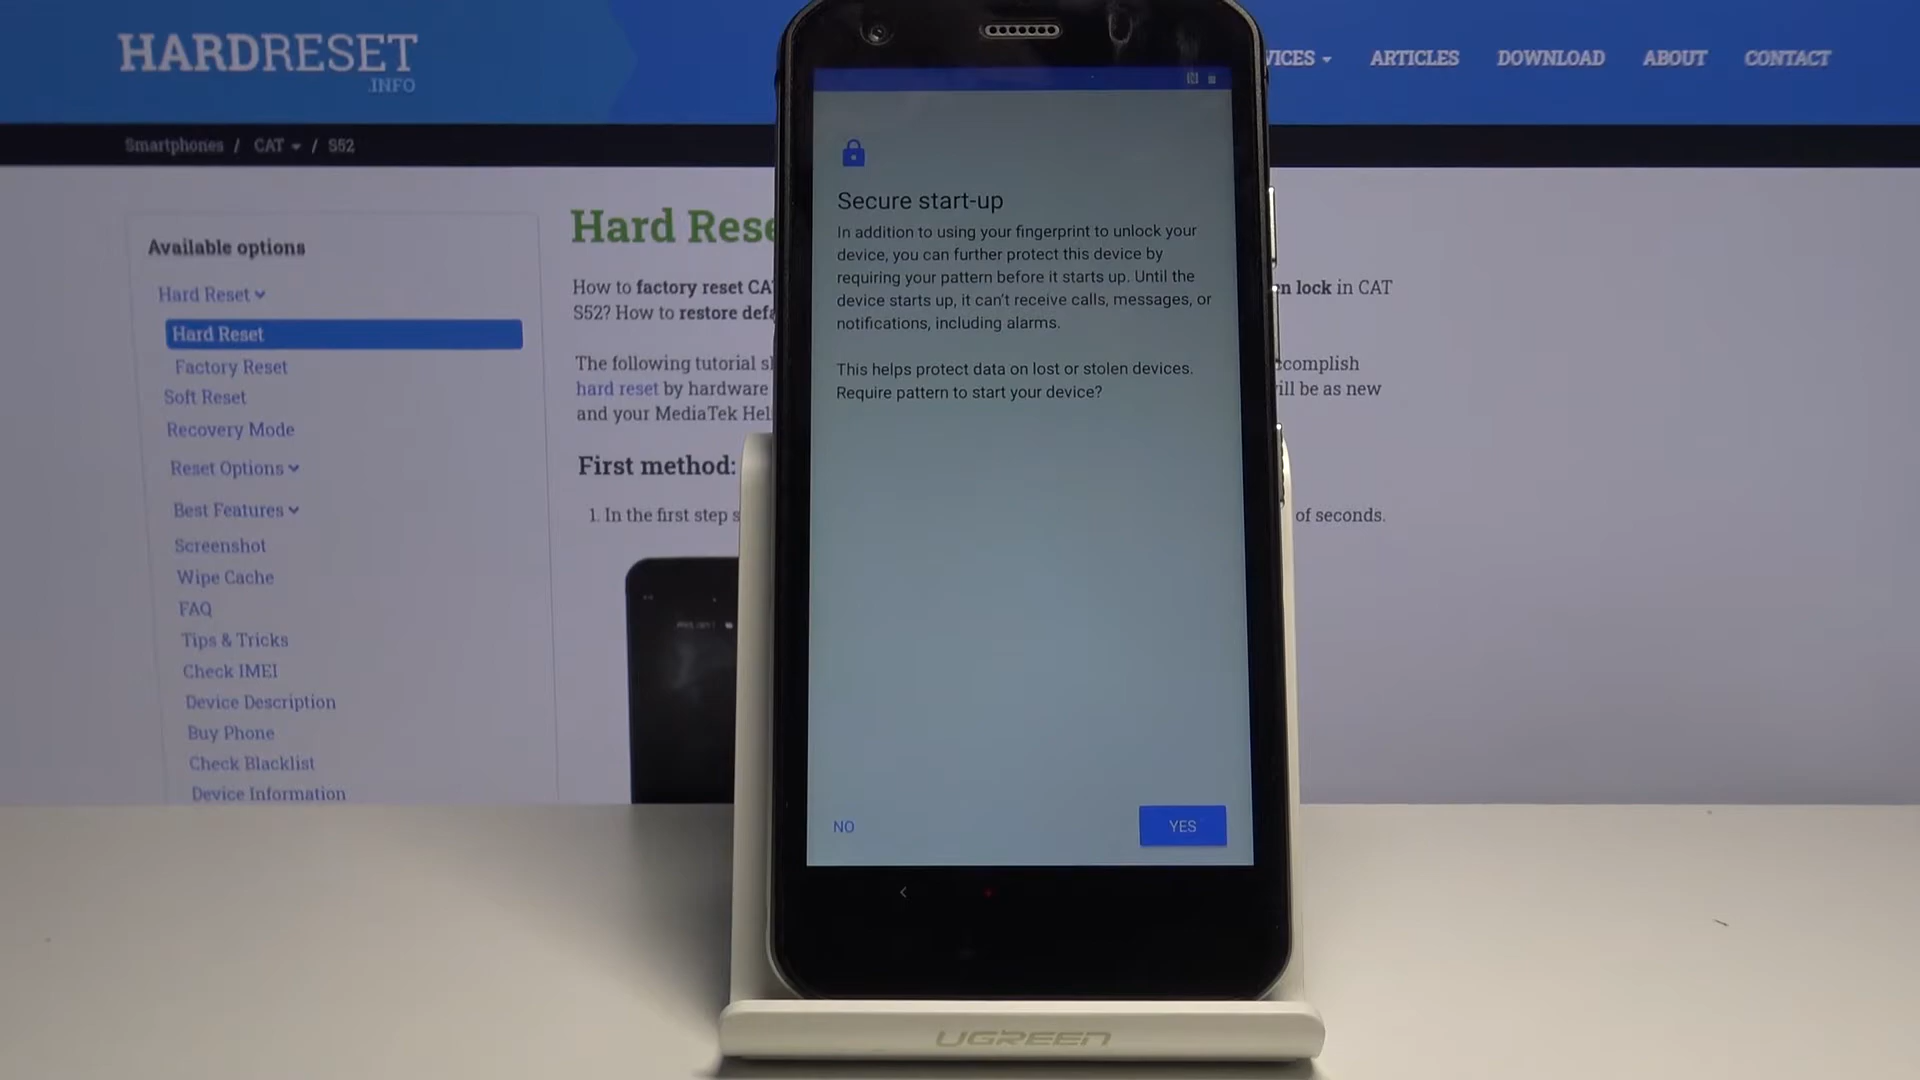 HARDRESET
.INFO
VICES
ARTICLES
DOWNLOAD
ABOUT
CONTACT
Smartphones / CAT / S52
Available options
Hard Reset
Hard Reset
Factory Reset
Soft Reset
Recovery Mode
Reset Options
Best Features
Screenshot
Wipe Cache
FAQ
Tips & Tricks
Check IMEI
Device Description
Buy Phone
Check Blacklist
Device Information
Hard Rese
How to factory reset CA
n lock in CAT
S52? How to restore defa
The following tutorial s
ccomplish
hard reset by hardware
ill be as new
and your MediaTek Hel
First method:
1. In the first step s
of seconds.
Secure start-up
In addition to using your fingerprint to unlock your
device, you can further protect this device by
requiring your pattern before it starts up. Until the
device starts up, it can't receive calls, messages, or
notifications, including alarms.
This helps protect data on lost or stolen devices.
Require pattern to start your device?
NO
YES
UGREEN